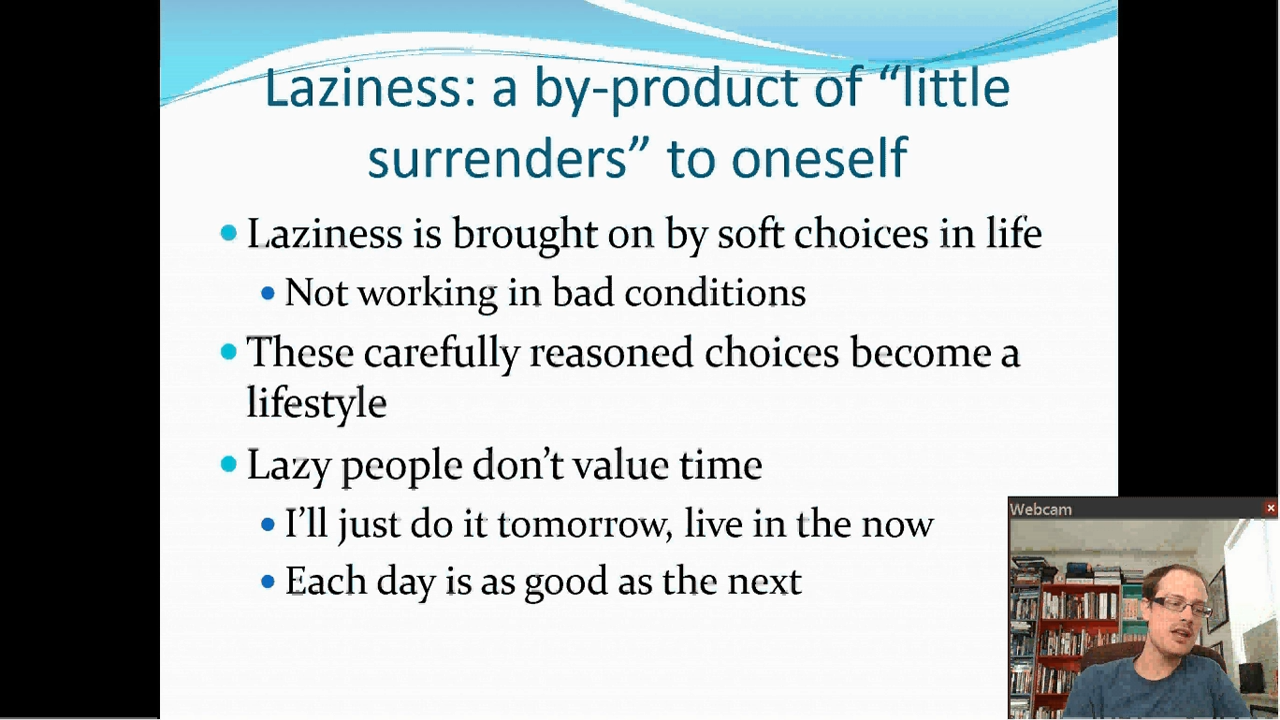 Laziness: a by-product of “little
surrenders” to oneself
Laziness is brought on by soft choices in life
Not working in bad conditions
These carefully reasoned choices become a
lifestyle
Lazy people don’t value time
I’ll just do it tomorrow, live in the now
Each day is as good as the next
Webcam